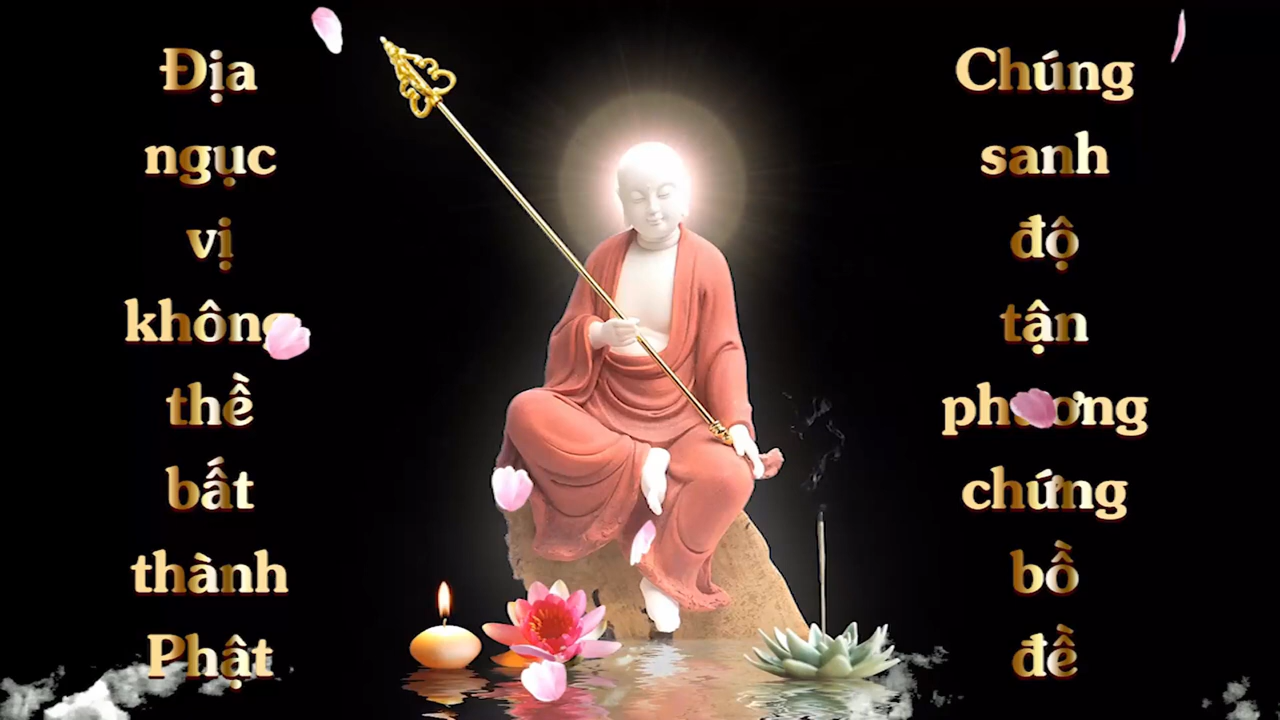 Địa
ngục
vị
không
thề
bất
thành
Phật
Chúng
sanh
độ
tận
phương
chứng
bồ
đề